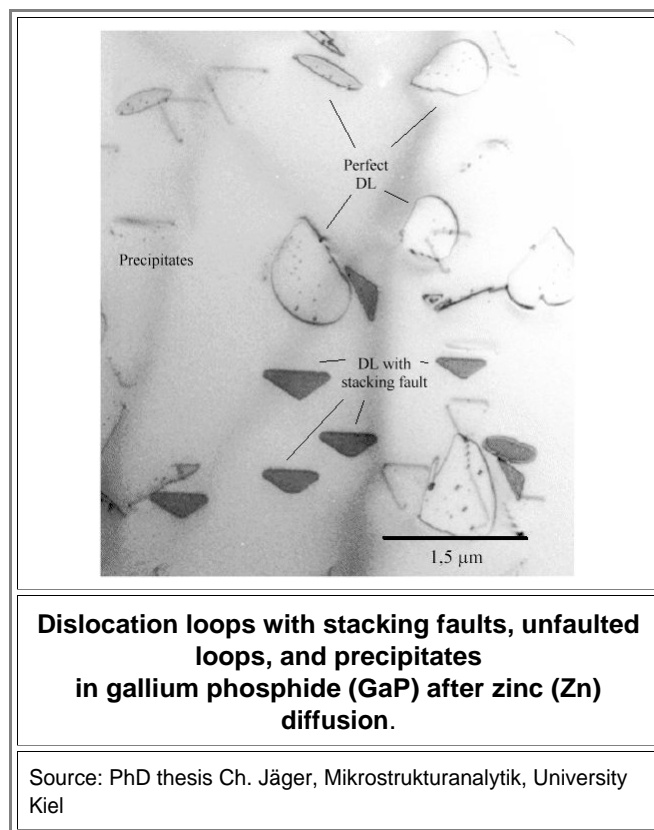 Perfect
DL
Precipitates
DL with
stacking fault
1,5 μm
Dislocation loops with stacking faults, unfaulted
loops, and precipitates
in gallium phosphide (GaP) after zinc (Zn)
diffusion.
Source: PhD thesis Ch. Jäger, Mikrostrukturanalytik, University
Kiel